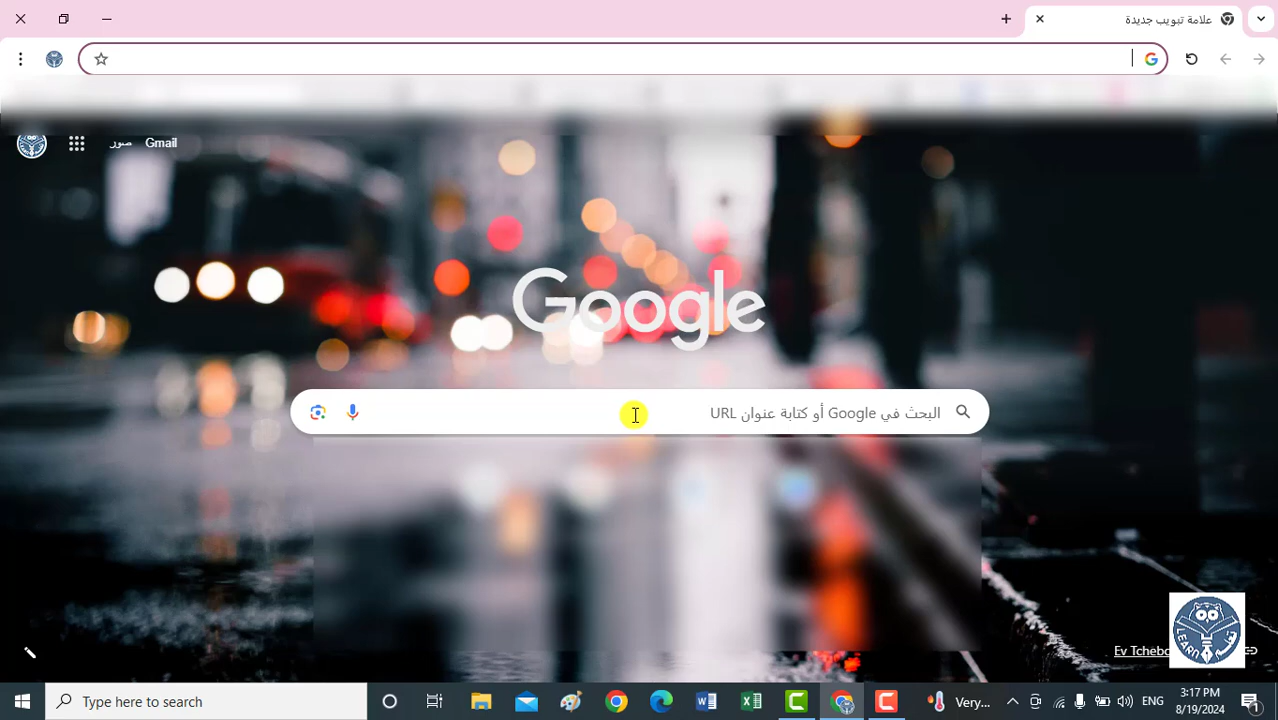 علامة تبويب جديدة
Gmail
صور
Google
البحث في Google أو كتابة عنوان URL
LEARN
Ev Tchebo
Type here to search
Very...
ENG
3:17 PM
8/19/2024
1